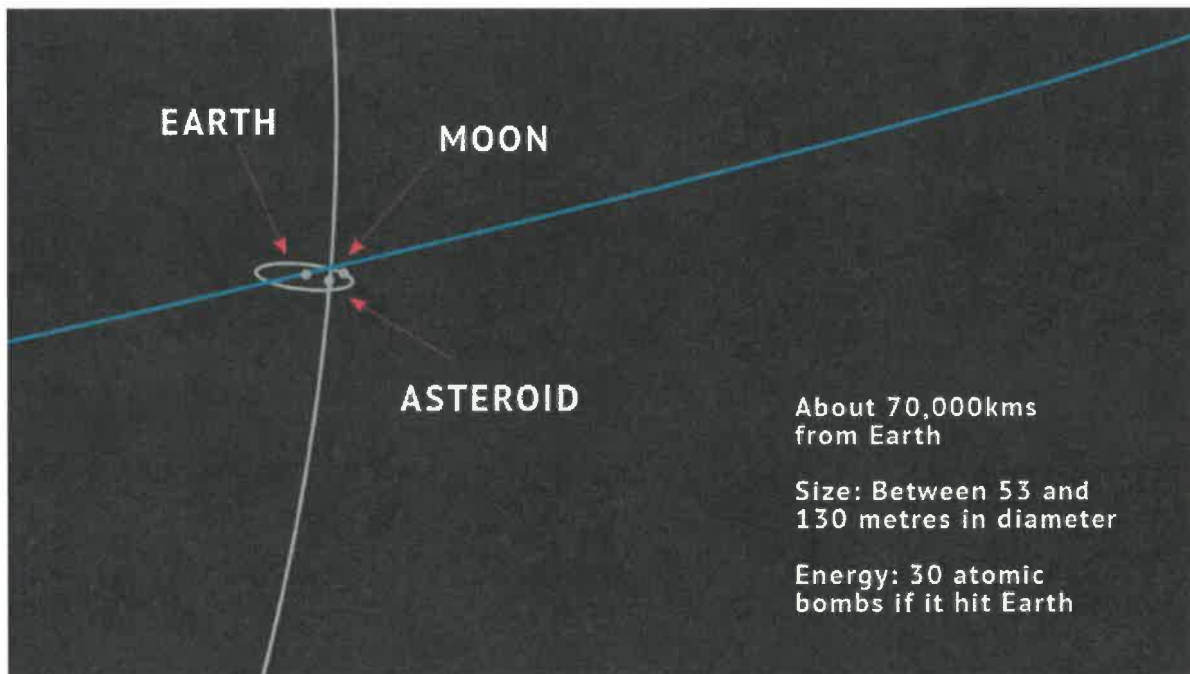 EARTH
MOON
ASTEROID
About 70,000kms
from Earth
Size: Between 53 and
130 metres in diameter
Energy: 30 atomic
bombs if it hit Earth